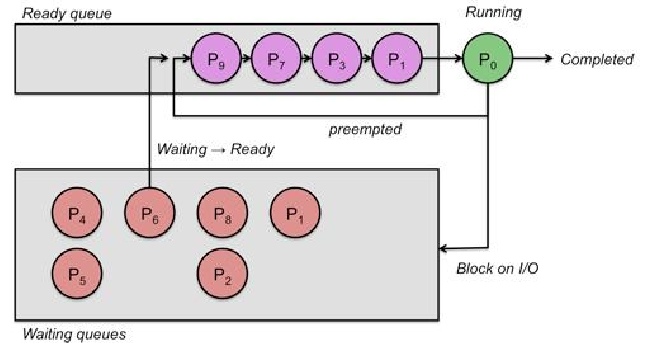 Ready queue
Running
P9 P7 P3 P1 P0 Completed
preempted
Waiting → Ready
P4 P6 P8 P1
P5 P2
Block on I/O
Waiting queues